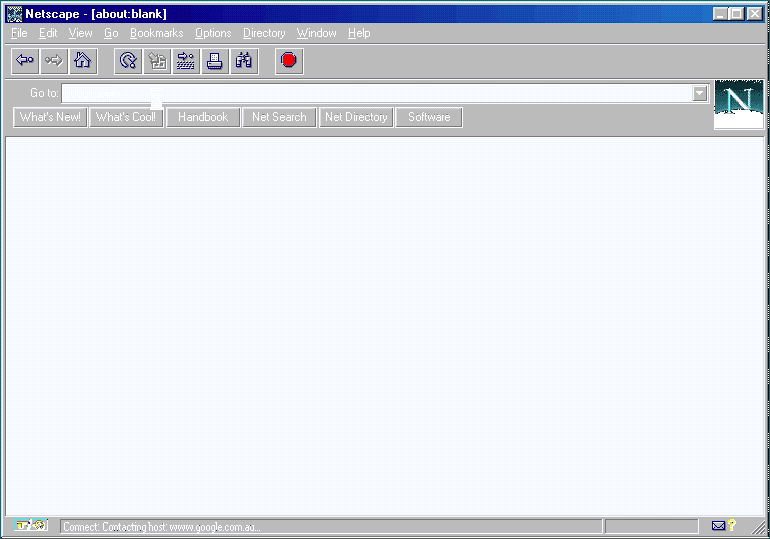 Netscape - [about:blank]
File Edit View Go Bookmarks Options Directory Window Help
Go to:
N
What's New! What's Cool! Handbook Net Search Net Directory Software
Connect: Contacting host: www.google.com.au...